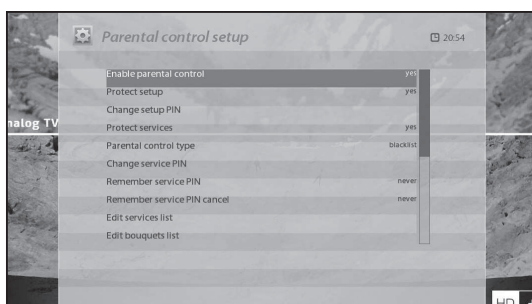 Parental control setup
20:54
Enable parental control yes
Protect setup yes
Change setup PIN
Protect services yes
Parental control type blacklist
Change service PIN
Remember service PIN never
Remember service PIN cancel never
Edit services list
Edit bouquets list
nalog TV
HD